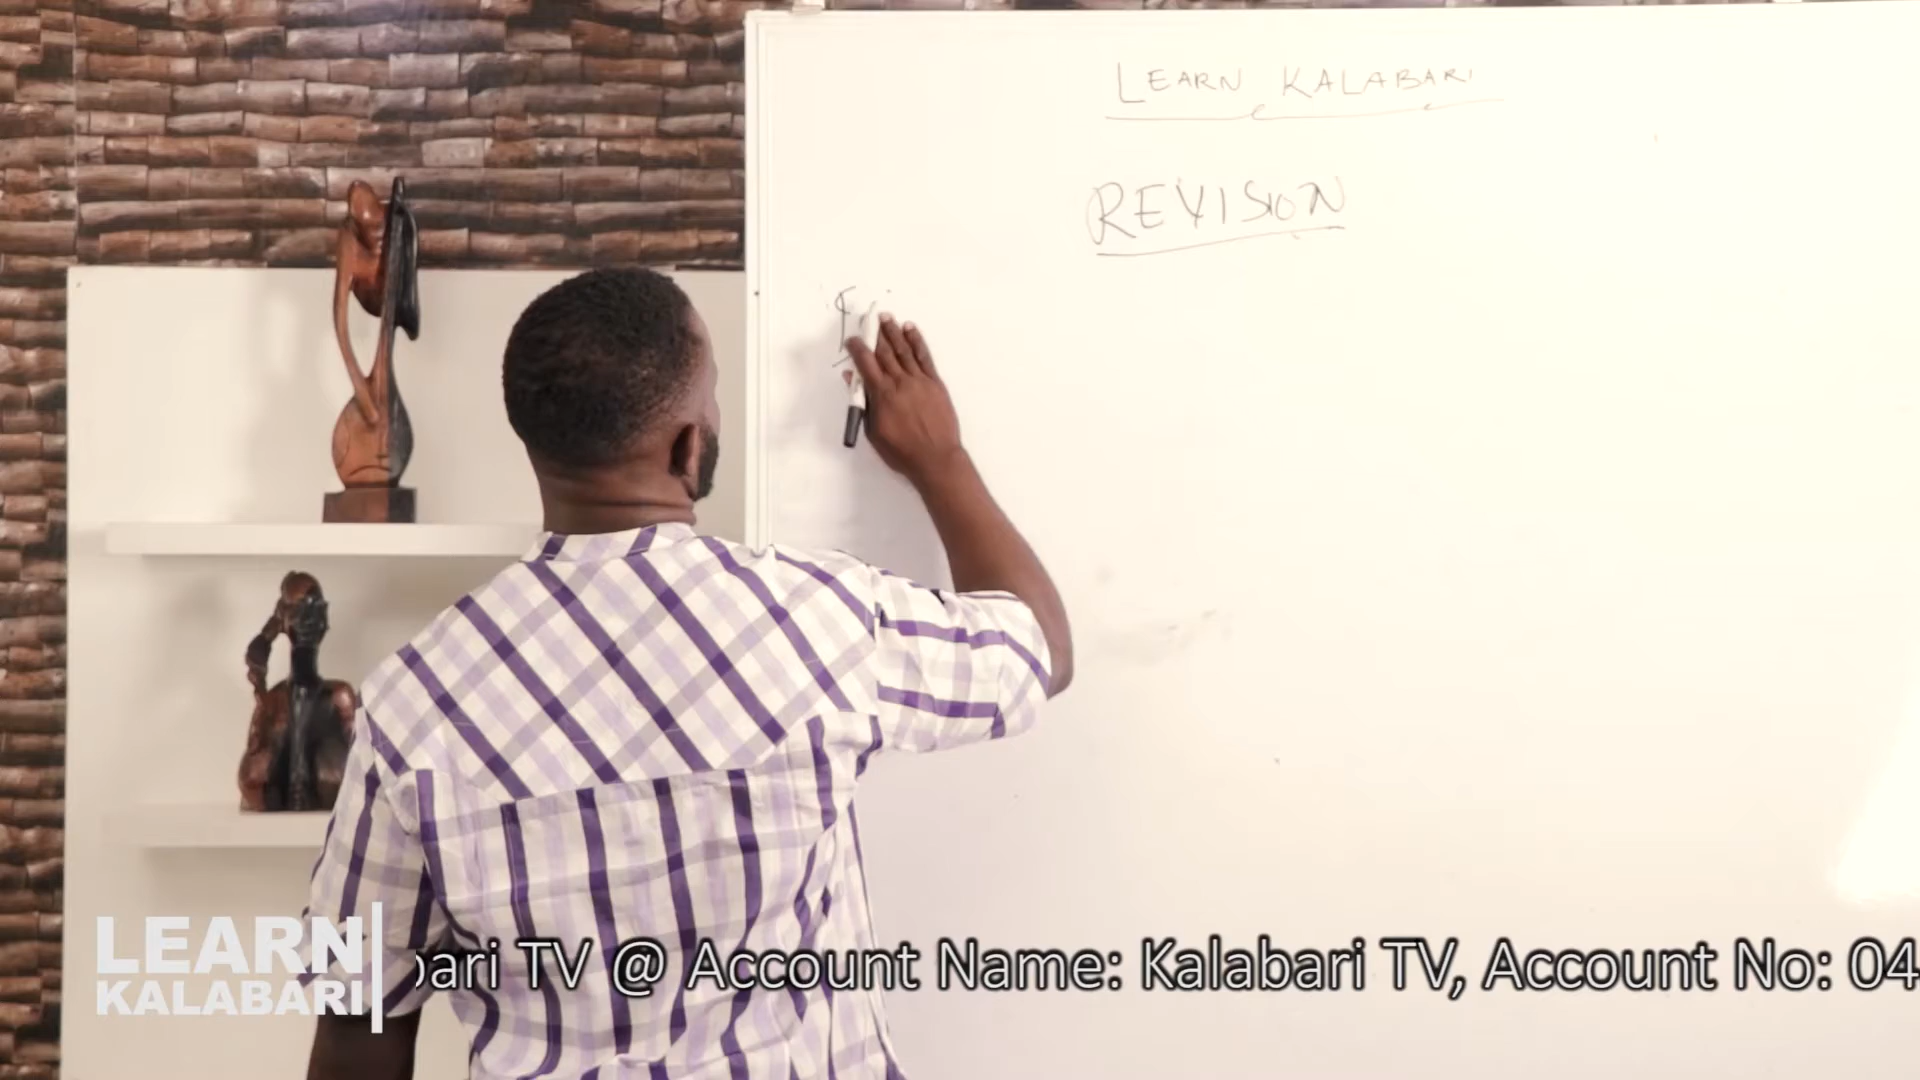 LEARN KALABARI
REVISION
LEARN
KALABARI
bari TV @ Account Name: Kalabari TV, Account No: 04